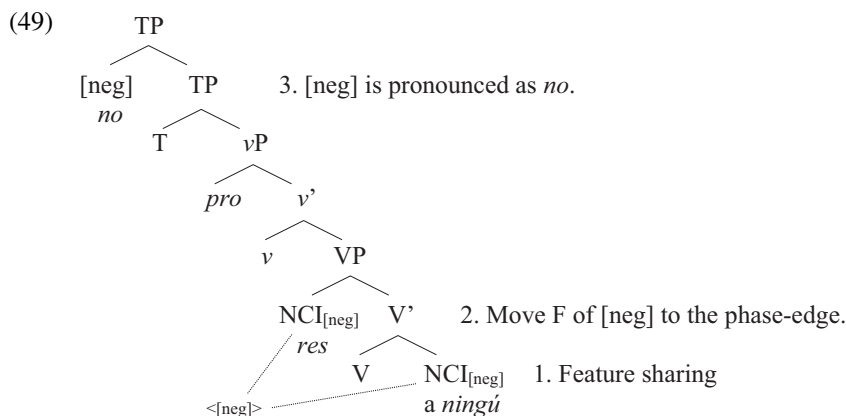 (49)
TP
[neg] TP 3. [neg] is pronounced as no.
no
T vP
pro v’
v VP
NCI[neg] V’ 2. Move F of [neg] to the phase-edge.
res
V NCI[neg] 1. Feature sharing
<[neg]> a ningú